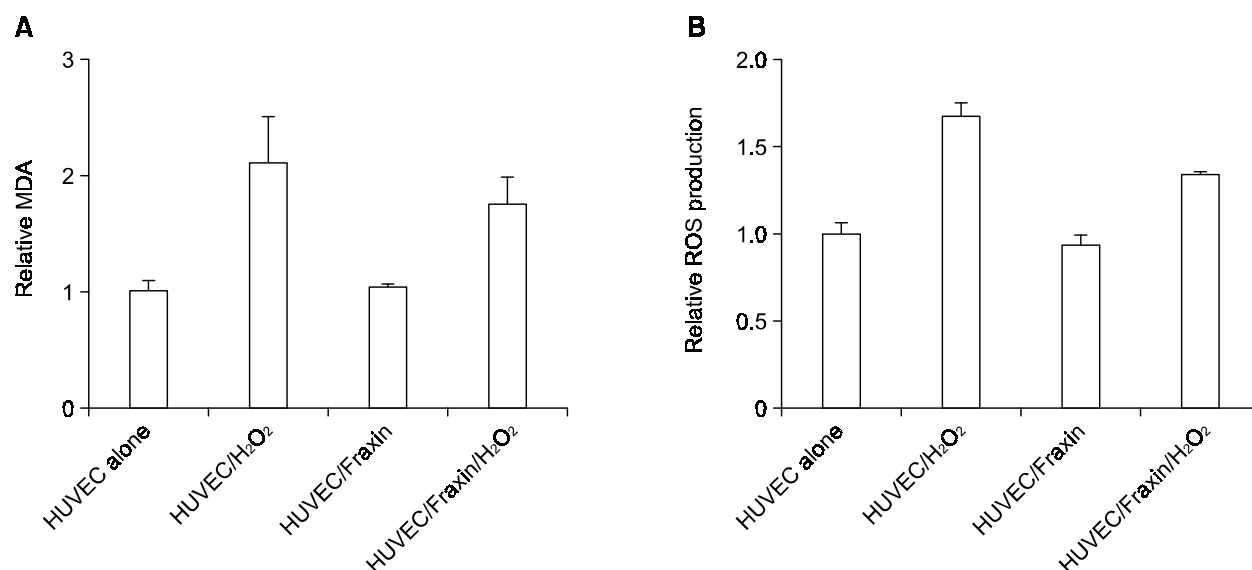 A
Relative MDA
3
2
1
0
HUVEC alone
HUVEC/H₂O₂
HUVEC/Fraxin
HUVEC/Fraxin/H₂O₂
B
Relative ROS production
2.0
1.5
1.0
0.5
0
HUVEC alone
HUVEC/H₂O₂
HUVEC/Fraxin
HUVEC/Fraxin/H₂O₂